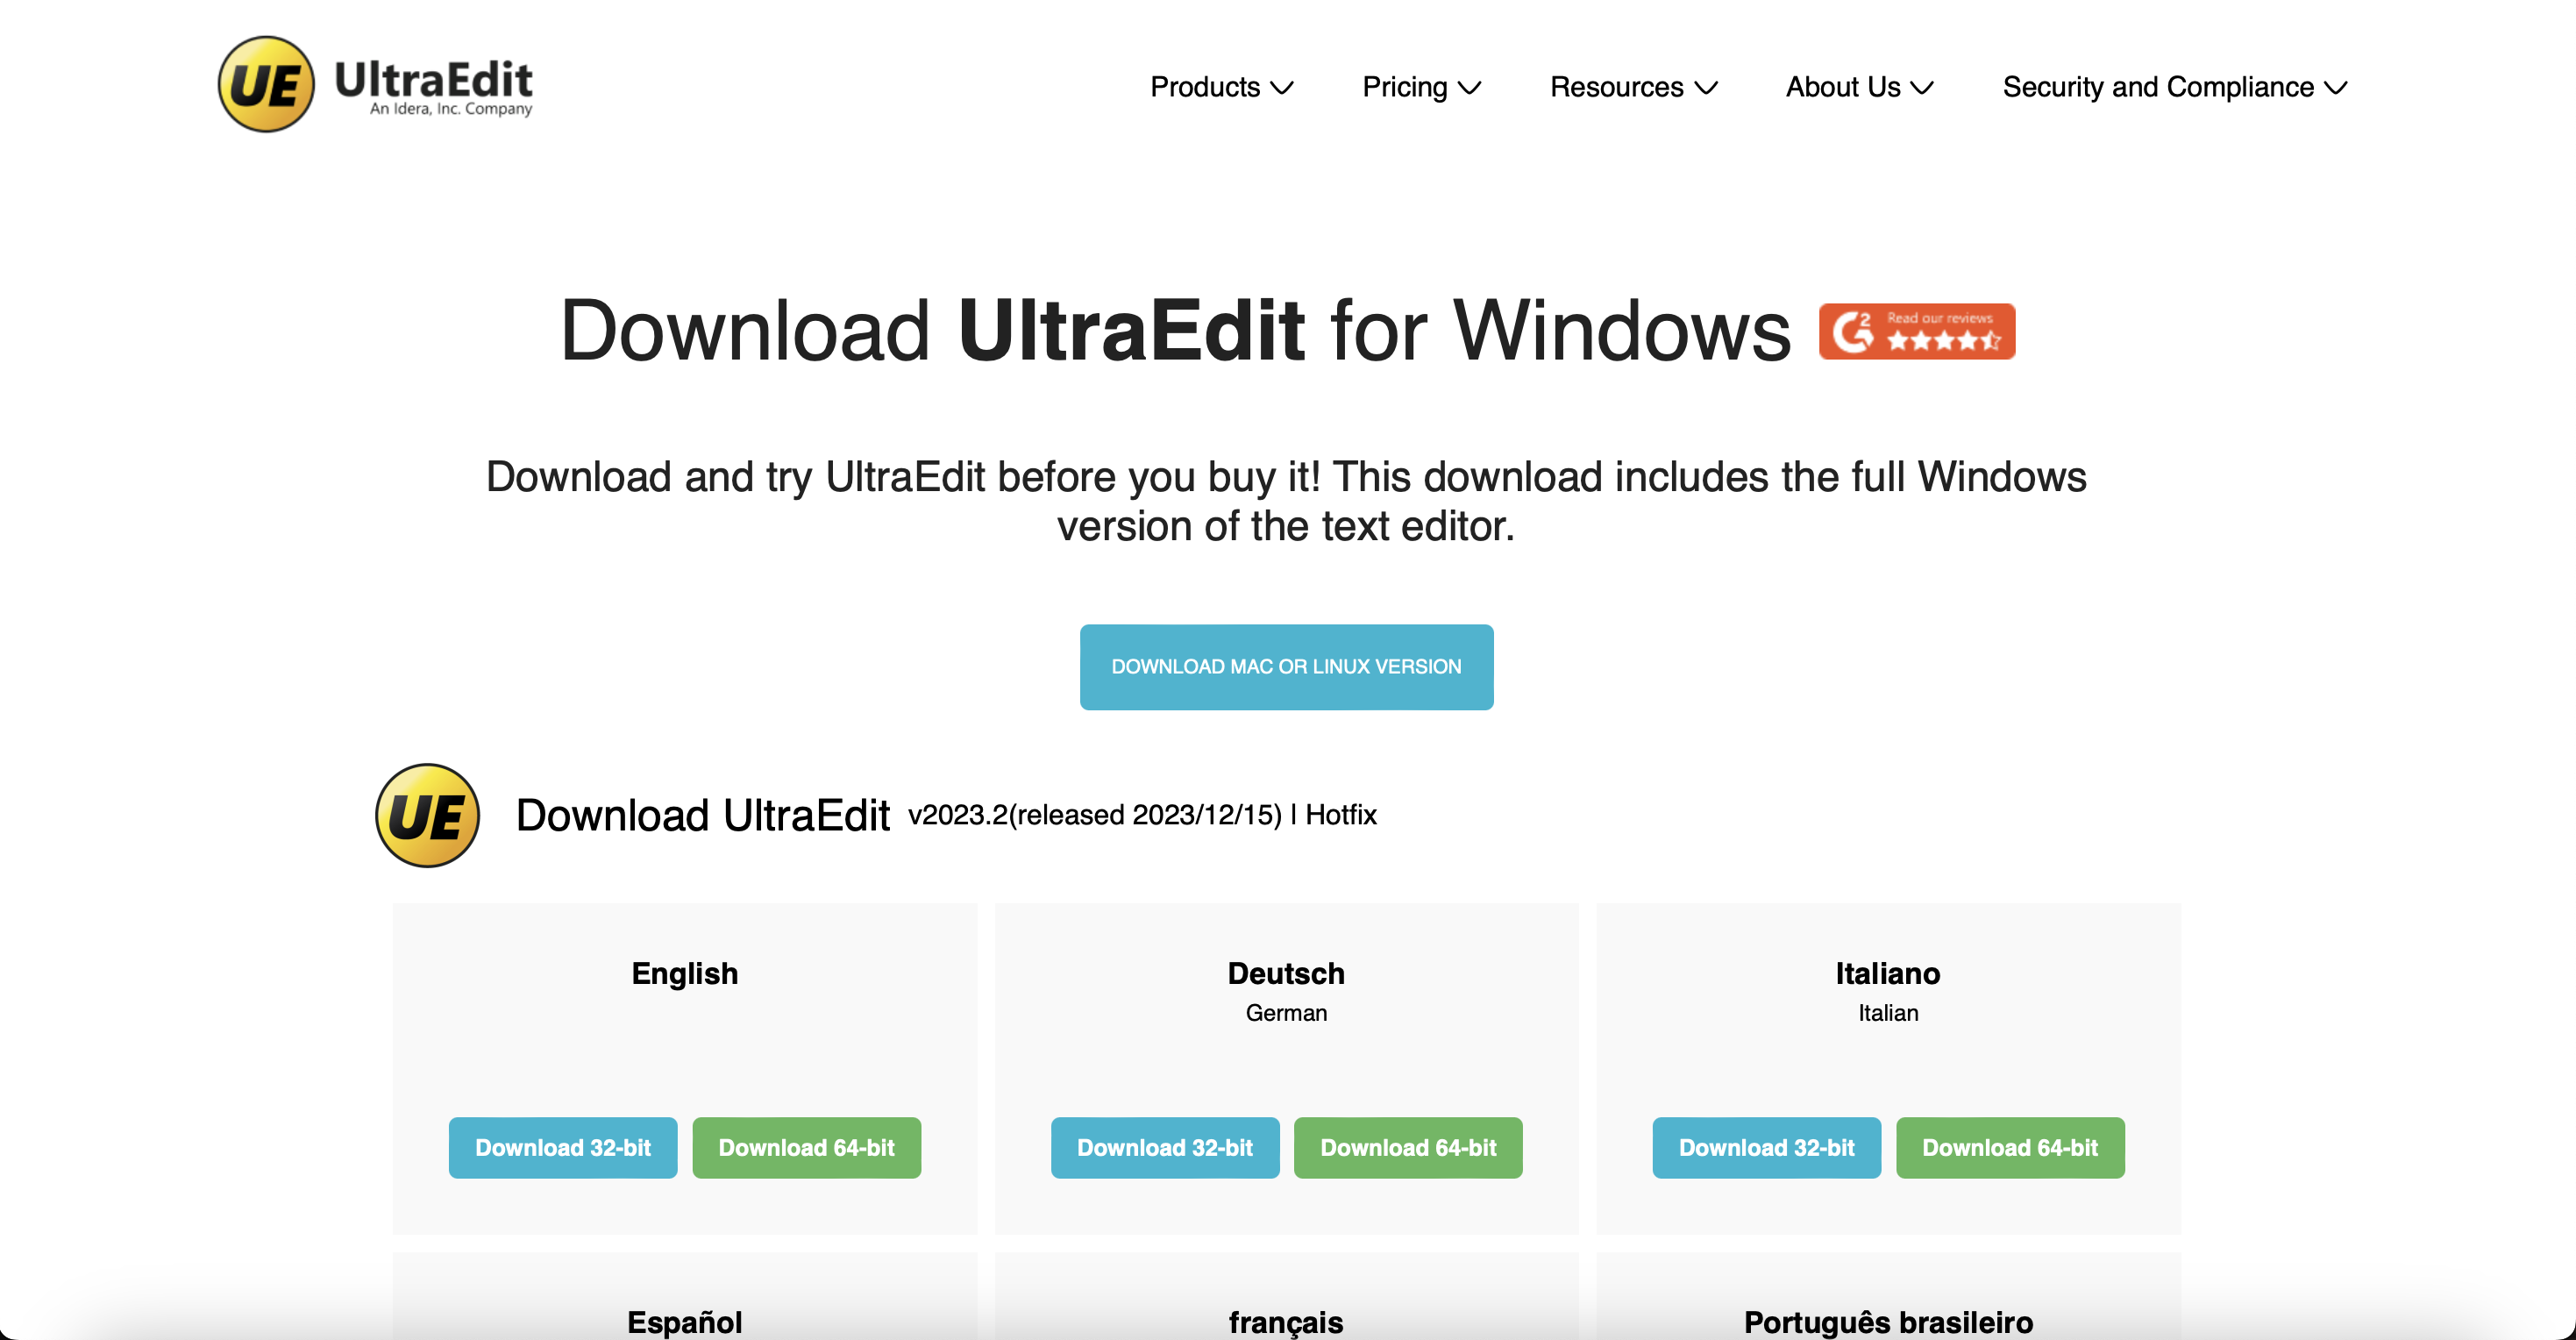 UE UltraEdit
An Idera, Inc. Company
Products Pricing Resources About Us Security and Compliance
Download UltraEdit for Windows
G2 Read our reviews
Download and try UltraEdit before you buy it! This download includes the full Windows
version of the text editor.
DOWNLOAD MAC OR LINUX VERSION
UE Download UltraEdit v2023.2(released 2023/12/15) | Hotfix
English
Deutsch
German
Italiano
Italian
Download 32-bit Download 64-bit
Download 32-bit Download 64-bit
Download 32-bit Download 64-bit
Español
français
Português brasileiro